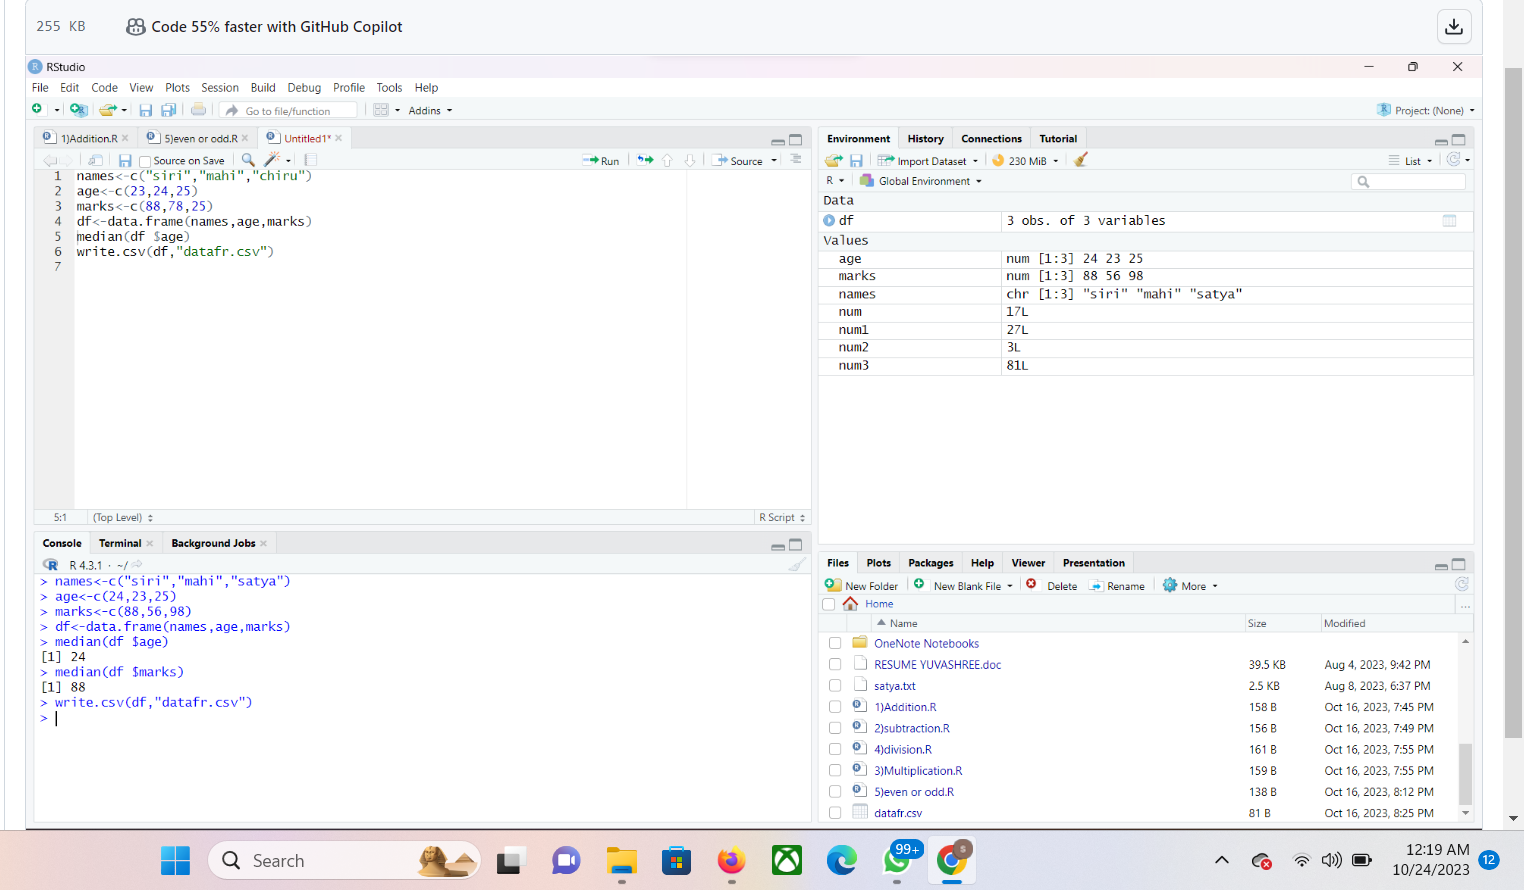 255 KB
Code 55% faster with GitHub Copilot
RStudio
File Edit Code View Plots Session Build Debug Profile Tools Help
Go to file/function
Addins
Project: (None)
1)Addition.R
5)even or odd.R
Untitled1*
Source on Save
Run
Source
1 names<-c("siri","mahi","chiru")
2 age<-c(23,24,25)
3 marks<-c(88,78,25)
4 df<-data.frame(names,age,marks)
5 median(df $age)
6 write.csv(df,"datafr.csv")
7
5:1 (Top Level)
R Script
Console Terminal Background Jobs
R 4.3.1 · ~/
> names<-c("siri","mahi","satya")
> age<-c(24,23,25)
> marks<-c(88,56,98)
> df<-data.frame(names,age,marks)
> median(df $age)
[1] 24
> median(df $marks)
[1] 88
> write.csv(df,"datafr.csv")
>
Environment History Connections Tutorial
Import Dataset 230 MiB List
R Global Environment
Data
df 3 obs. of 3 variables
Values
age num [1:3] 24 23 25
marks num [1:3] 88 56 98
names chr [1:3] "siri" "mahi" "satya"
num 17L
num1 27L
num2 3L
num3 81L
Files Plots Packages Help Viewer Presentation
New Folder New Blank File Delete Rename More
Home
Name Size Modified
OneNote Notebooks
RESUME YUVASHREE.doc 39.5 KB Aug 4, 2023, 9:42 PM
satya.txt 2.5 KB Aug 8, 2023, 6:37 PM
1)Addition.R 158 B Oct 16, 2023, 7:45 PM
2)subtraction.R 156 B Oct 16, 2023, 7:49 PM
4)division.R 161 B Oct 16, 2023, 7:55 PM
3)Multiplication.R 159 B Oct 16, 2023, 7:55 PM
5)even or odd.R 138 B Oct 16, 2023, 8:12 PM
datafr.csv 81 B Oct 16, 2023, 8:25 PM
Search
99+
S
12:19 AM
10/24/2023
12